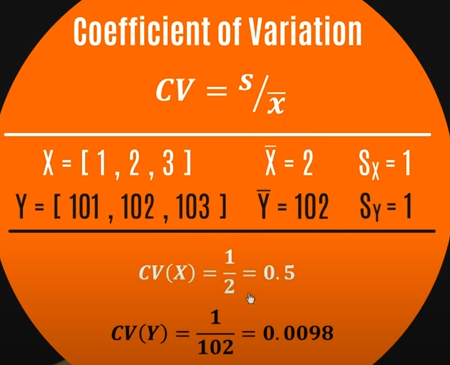 Coefficient of Variation
CV = s/x̅
X = [ 1 , 2 , 3 ] X̅ = 2 Sx = 1
Y = [ 101 , 102 , 103 ] Y̅ = 102 SY = 1
CV(X) = 1/2 = 0.5
CV(Y) = 1/102 = 0.0098